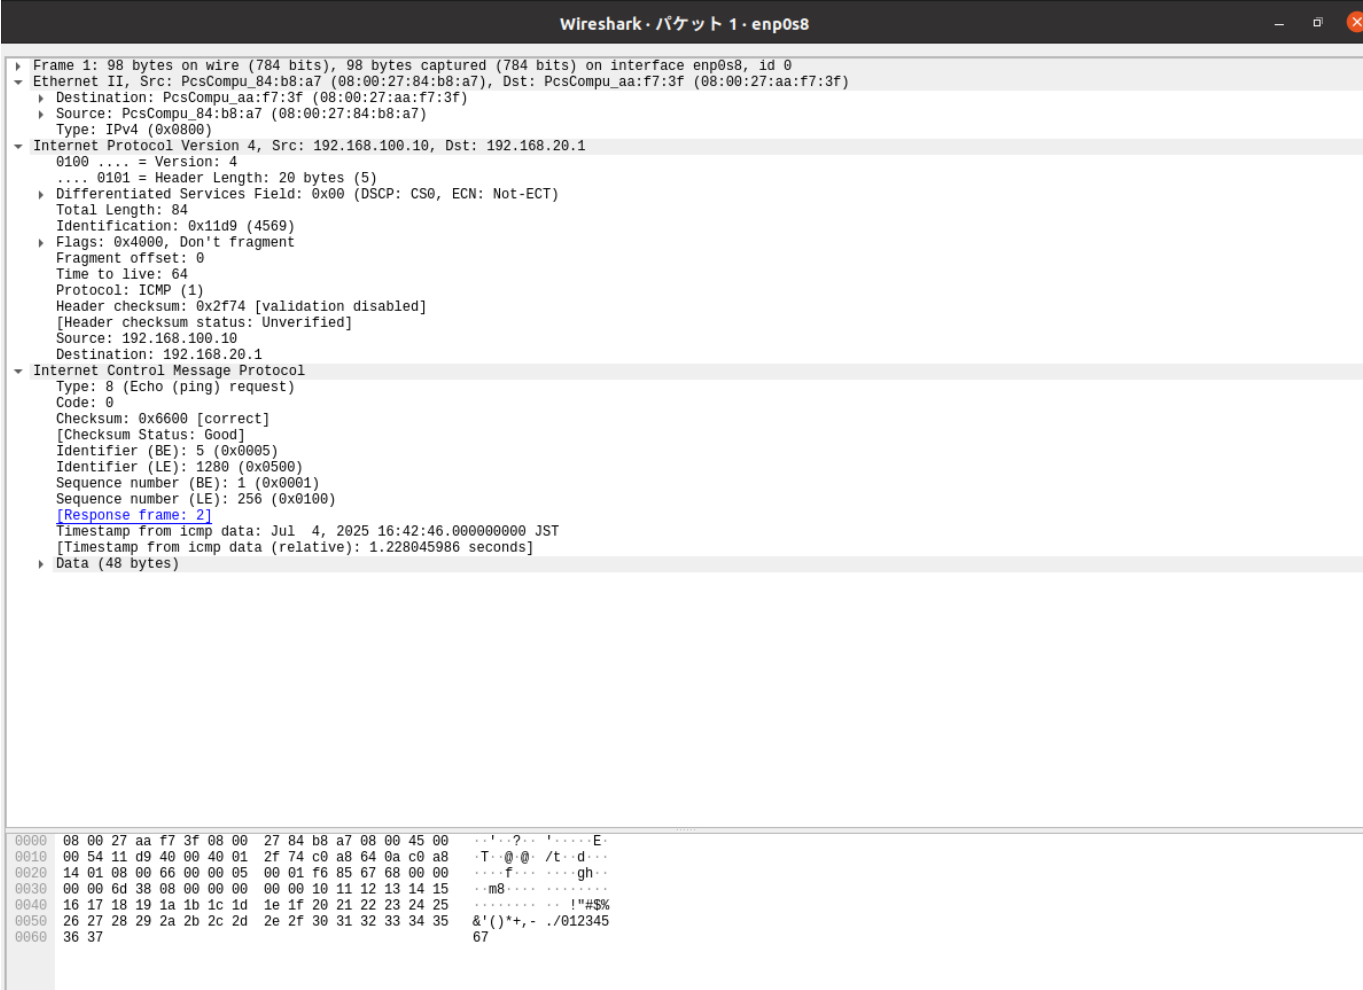 Wireshark · パケット 1 · enp0s8
Frame 1: 98 bytes on wire (784 bits), 98 bytes captured (784 bits) on interface enp0s8, id 0
Ethernet II, Src: PcsCompu_84:b8:a7 (08:00:27:84:b8:a7), Dst: PcsCompu_aa:f7:3f (08:00:27:aa:f7:3f)
Destination: PcsCompu_aa:f7:3f (08:00:27:aa:f7:3f)
Source: PcsCompu_84:b8:a7 (08:00:27:84:b8:a7)
Type: IPv4 (0x0800)
Internet Protocol Version 4, Src: 192.168.100.10, Dst: 192.168.20.1
0100 .... = Version: 4
.... 0101 = Header Length: 20 bytes (5)
Differentiated Services Field: 0x00 (DSCP: CS0, ECN: Not-ECT)
Total Length: 84
Identification: 0x11d9 (4569)
Flags: 0x4000, Don't fragment
Fragment offset: 0
Time to live: 64
Protocol: ICMP (1)
Header checksum: 0x2f74 [validation disabled]
[Header checksum status: Unverified]
Source: 192.168.100.10
Destination: 192.168.20.1
Internet Control Message Protocol
Type: 8 (Echo (ping) request)
Code: 0
Checksum: 0x6600 [correct]
[Checksum Status: Good]
Identifier (BE): 5 (0x0005)
Identifier (LE): 1280 (0x0500)
Sequence number (BE): 1 (0x0001)
Sequence number (LE): 256 (0x0100)
[Response frame: 2]
Timestamp from icmp data: Jul  4, 2025 16:42:46.000000000 JST
[Timestamp from icmp data (relative): 1.228045986 seconds]
Data (48 bytes)
0000 08 00 27 aa f7 3f 08 00 27 84 b8 a7 08 00 45 00 ··'··?·· '·····E·
0010 00 54 11 d9 40 00 40 01 2f 74 c0 a8 64 0a c0 a8 ·T··@·@· /t··d···
0020 14 01 08 00 66 00 00 05 00 01 f6 85 67 68 00 00 ····f··· ····gh··
0030 00 00 6d 38 08 00 00 00 00 00 10 11 12 13 14 15 ··m8···· ········
0040 16 17 18 19 1a 1b 1c 1d 1e 1f 20 21 22 23 24 25 ········ ·· !"#$%
0050 26 27 28 29 2a 2b 2c 2d 2e 2f 30 31 32 33 34 35 &'()*+,- ./012345
0060 36 37 67